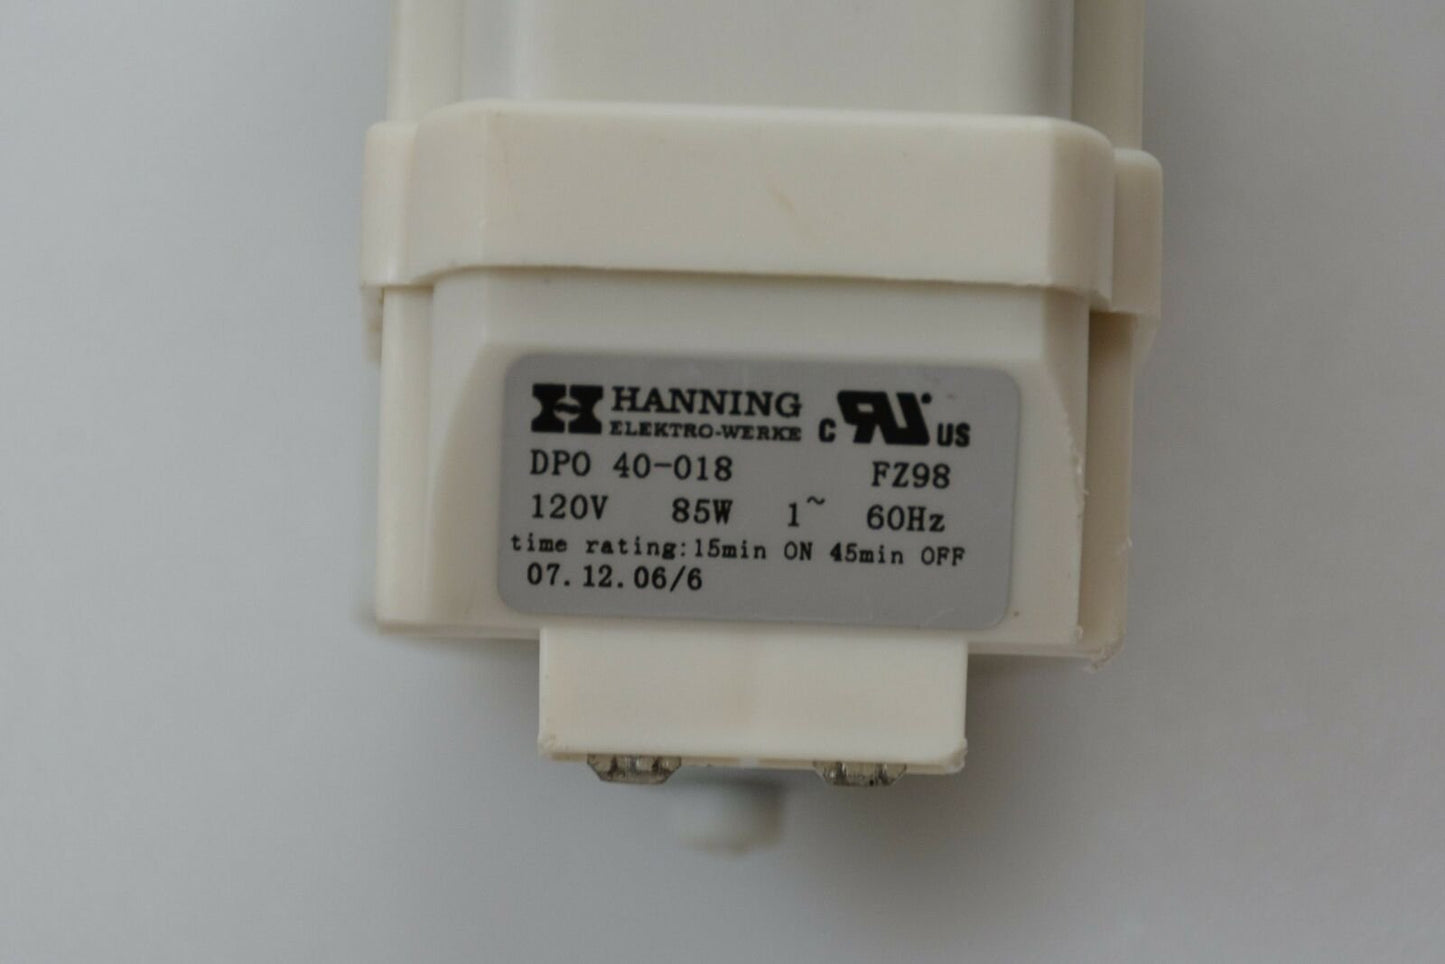 HANNING
ELEKTRO-WERKE
C RU US
DPO 40-018 FZ98
120V 85W 1~ 60Hz
time rating:15min ON 45min OFF
07.12.06/6